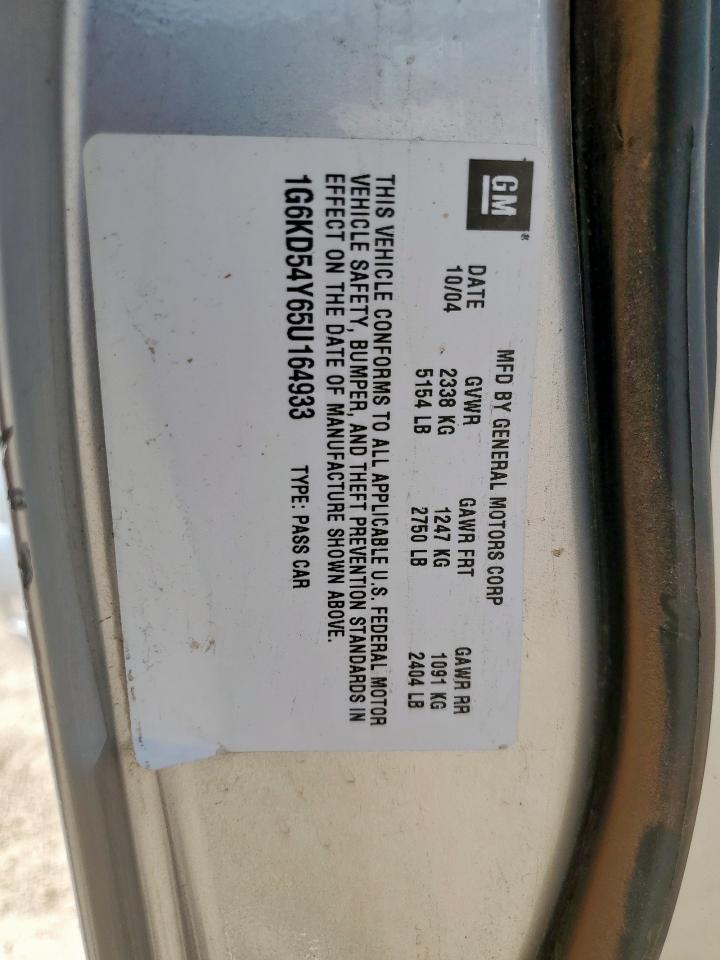 GM
MFD BY GENERAL MOTORS CORP
DATE GVWR GAWR FRT GAWR RR
10/04 2338 KG 1247 KG 1091 KG
5154 LB 2750 LB 2404 LB
THIS VEHICLE CONFORMS TO ALL APPLICABLE U.S. FEDERAL MOTOR
VEHICLE SAFETY, BUMPER, AND THEFT PREVENTION STANDARDS IN
EFFECT ON THE DATE OF MANUFACTURE SHOWN ABOVE.
1G6KD54Y65U164933 TYPE: PASS CAR